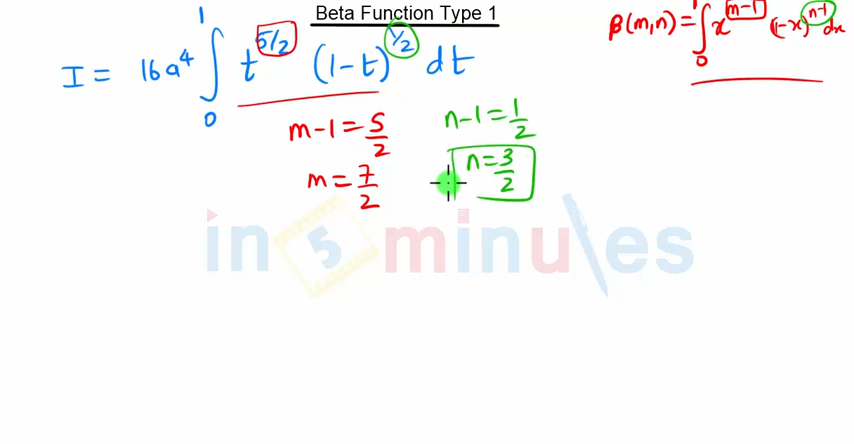 Beta Function Type 1
β(m,n) = ∫₀¹ x^(m-1) (1-x)^(n-1) dx
I = 16a⁴ ∫₀¹ t^(5/2) (1-t)^(1/2) dt
m-1 = 5/2
n-1 = 1/2
m = 7/2
n = 3/2
in 5 minutes